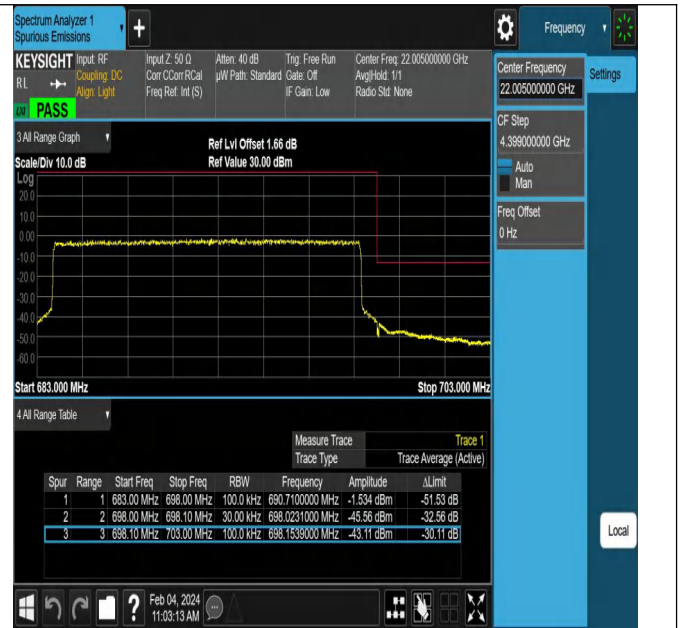 Spectrum Analyzer 1
Spurious Emissions
Frequency
KEYSIGHT
RL
PASS
Input: RF
Coupling: DC
Align: Light
Input Z: 50 Ω
Corr CCorr RCal
Freq Ref: Int (S)
Atten: 40 dB
µW Path: Standard
Trig: Free Run
Gate: Off
IF Gain: Low
Center Freq: 22.005000000 GHz
Avg|Hold: 1/1
Radio Std: None
Center Frequency
22.005000000 GHz
Settings
CF Step
4.399000000 GHz
Auto
Man
Freq Offset
0 Hz
3 All Range Graph
Ref Lvl Offset 1.66 dB
Scale/Div 10.0 dB
Ref Value 30.00 dBm
Log
20.0
10.0
0.00
-10.0
-20.0
-30.0
-40.0
-50.0
-60.0
Start 683.000 MHz
Stop 703.000 MHz
4 All Range Table
Measure Trace Trace 1
Trace Type Trace Average (Active)
Spur Range Start Freq Stop Freq RBW Frequency Amplitude ΔLimit
1 1 683.00 MHz 698.00 MHz 100.0 kHz 690.7100000 MHz -1.534 dBm -51.53 dB
2 2 698.00 MHz 698.10 MHz 30.00 kHz 698.0231000 MHz -45.56 dBm -32.56 dB
3 3 698.10 MHz 703.00 MHz 100.0 kHz 698.1539000 MHz -43.11 dBm -30.11 dB
Local
Feb 04, 2024
11:03:13 AM